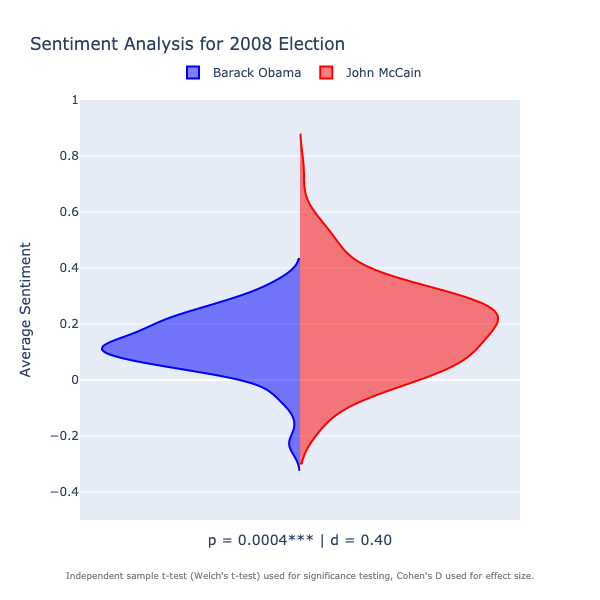 Sentiment Analysis for 2008 Election
Barack Obama John McCain
1
0.8
0.6
0.4
0.2
0
−0.2
−0.4
Average Sentiment
p = 0.0004*** | d = 0.40
Independent sample t-test (Welch's t-test) used for significance testing, Cohen's D used for effect size.